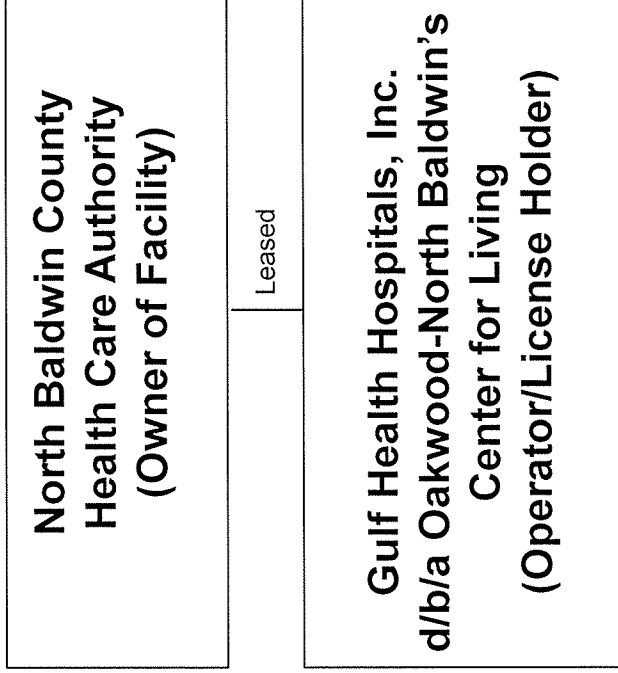 North Baldwin County
Health Care Authority
(Owner of Facility)
Leased
Gulf Health Hospitals, Inc.
d/b/a Oakwood-North Baldwin's
Center for Living
(Operator/License Holder)